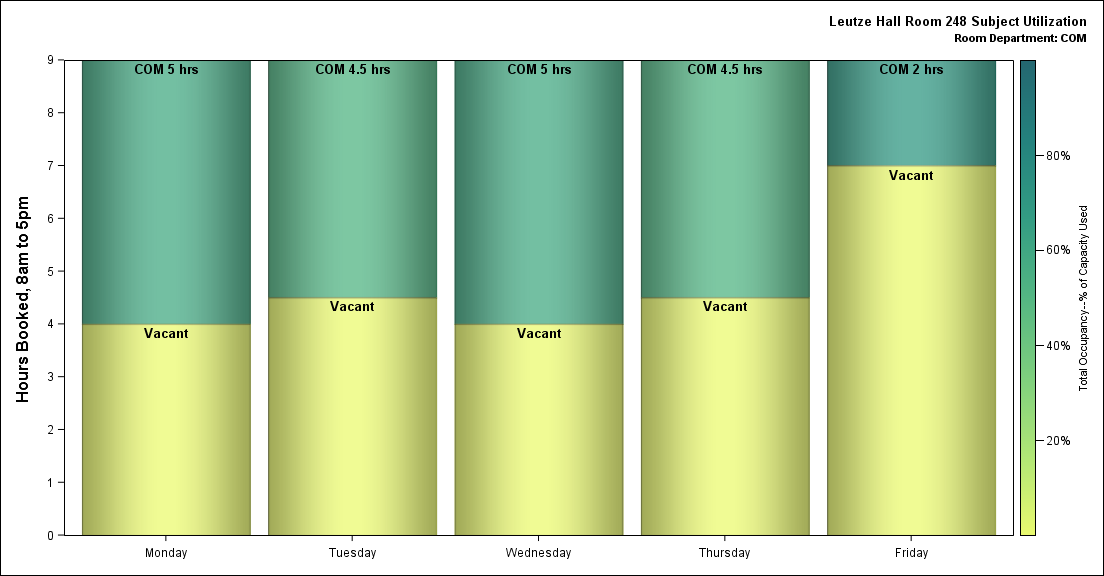 Leutze Hall Room 248 Subject Utilization
Room Department: COM
Hours Booked, 8am to 5pm
9
8
7
6
5
4
3
2
1
0
COM 5 hrs
COM 4.5 hrs
COM 5 hrs
COM 4.5 hrs
COM 2 hrs
Vacant
Vacant
Vacant
Vacant
Vacant
Monday
Tuesday
Wednesday
Thursday
Friday
80%
60%
40%
20%
Total Occupancy--% of Capacity Used